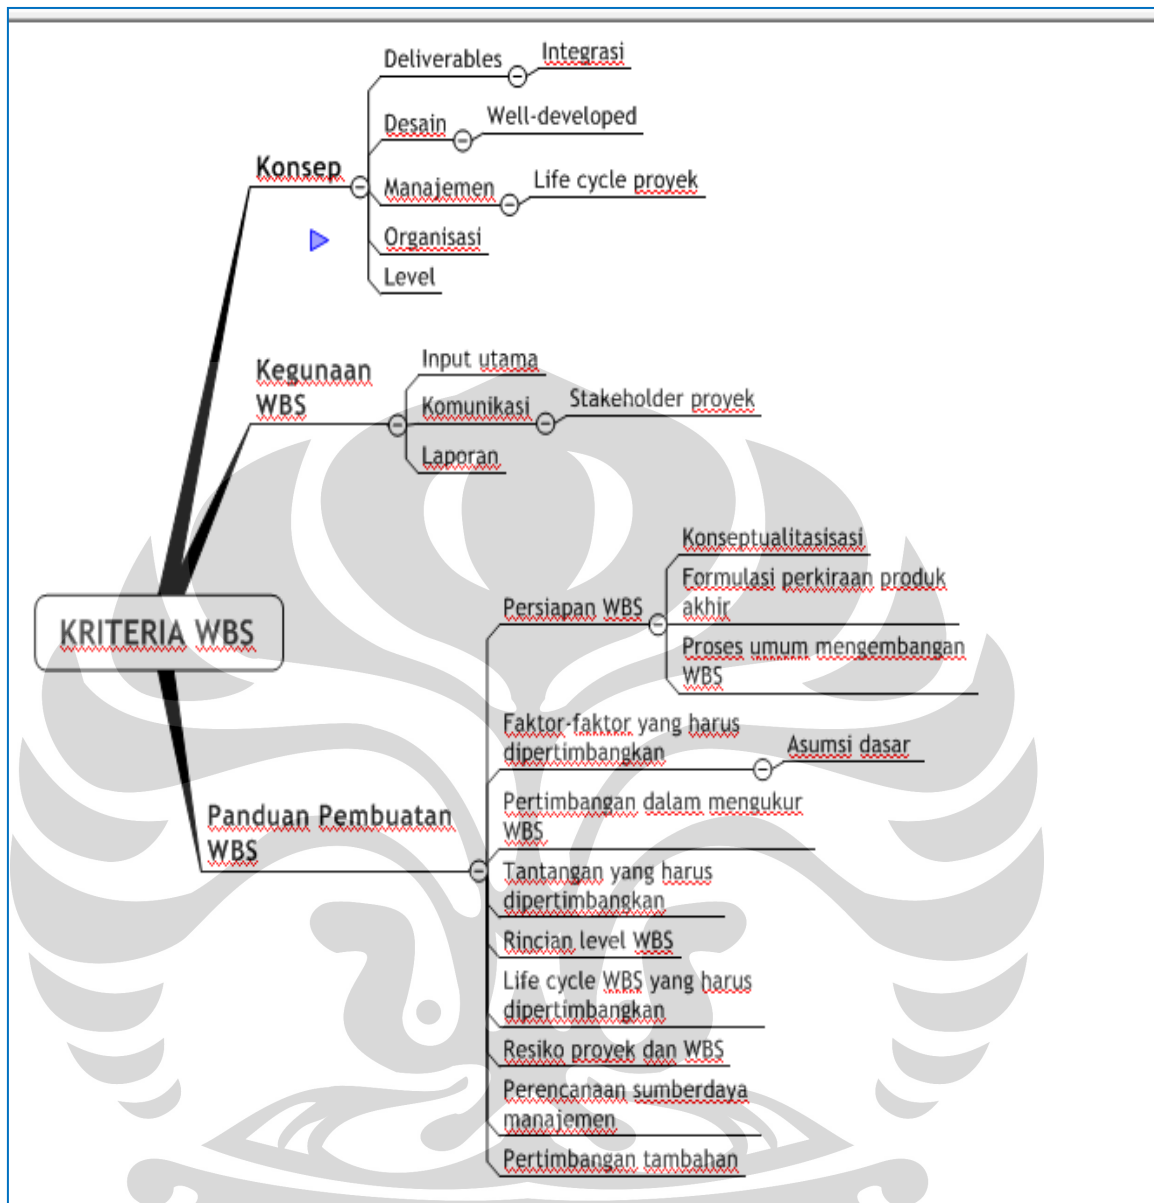 Deliverables
Integrasi
Desain
Well-developed
Konsep
Manajemen
Life cycle proyek
Organisasi
Level
Kegunaan
WBS
Input utama
Komunikasi
Stakeholder proyek
Laporan
KRITERIA WBS
Persiapan WBS
Konseptualitasisasi
Formulasi perkiraan produk
akhir
Proses umum mengembangan
WBS
Faktor-faktor yang harus
dipertimbangkan
Asumsi dasar
Panduan Pembuatan
WBS
Pertimbangan dalam mengukur
WBS
Tantangan yang harus
dipertimbangkan
Rincian level WBS
Life cycle WBS yang harus
dipertimbangkan
Resiko proyek dan WBS
Perencanaan sumberdaya
manajemen
Pertimbangan tambahan